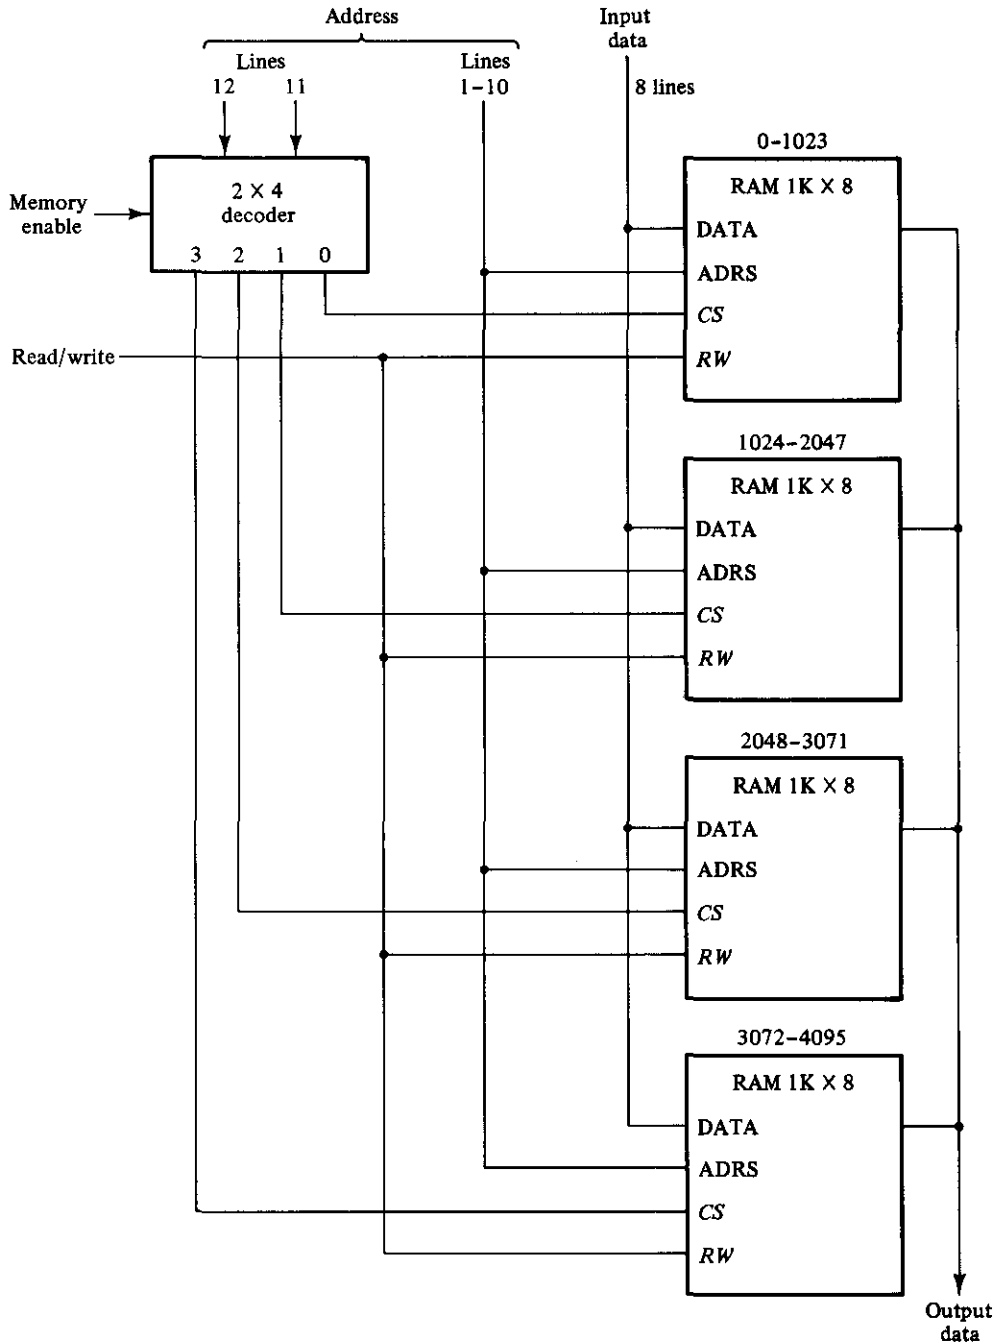 Address
Input
data
Lines
12 11
Lines
1-10
8 lines
0-1023
RAM 1K × 8
DATA
ADRS
CS
RW
2 × 4
decoder
3 2 1 0
Memory
enable
Read/write
1024-2047
RAM 1K × 8
DATA
ADRS
CS
RW
2048-3071
RAM 1K × 8
DATA
ADRS
CS
RW
3072-4095
RAM 1K × 8
DATA
ADRS
CS
RW
Output
data